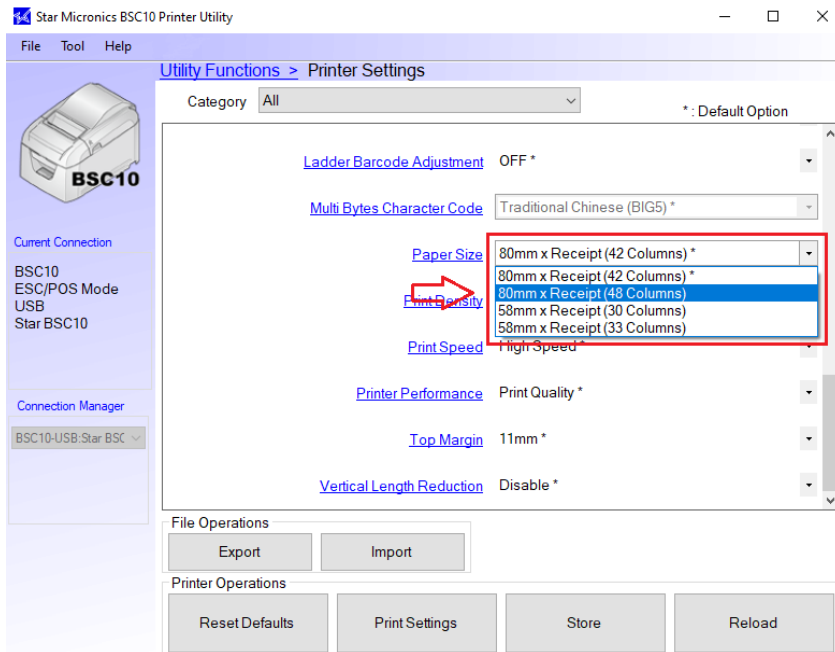 Star Micronics BSC10 Printer Utility
File Tool Help
Utility Functions > Printer Settings
Category All
* : Default Option
BSC10
Ladder Barcode Adjustment OFF *
Multi Bytes Character Code Traditional Chinese (BIG5) *
Current Connection
BSC10
ESC/POS Mode
USB
Star BSC10
Paper Size 80mm x Receipt (42 Columns) *
80mm x Receipt (42 Columns) *
80mm x Receipt (48 Columns)
58mm x Receipt (30 Columns)
58mm x Receipt (33 Columns)
Print Density
Print Speed High Speed *
Printer Performance Print Quality *
Connection Manager
BSC10-USB:Star BSC
Top Margin 11mm *
Vertical Length Reduction Disable *
File Operations
Export Import
Printer Operations
Reset Defaults Print Settings Store Reload